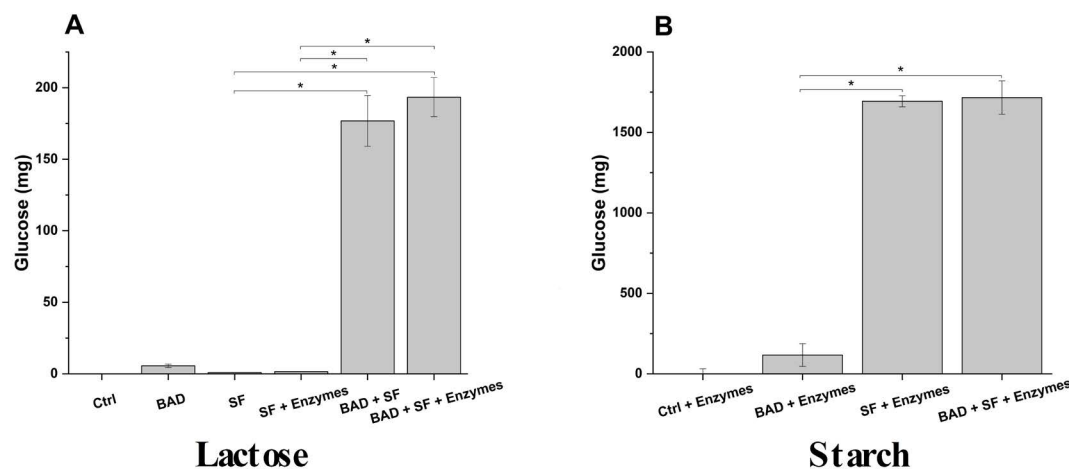 A
*
*
*
*
200
150
100
50
0
Glucose (mg)
Ctrl
BAD
SF
SF + Enzymes
BAD + SF
BAD + SF + Enzymes
Lactose
B
*
*
2000
1500
1000
500
0
Glucose (mg)
Ctrl + Enzymes
BAD + Enzymes
SF + Enzymes
BAD + SF + Enzymes
Starch